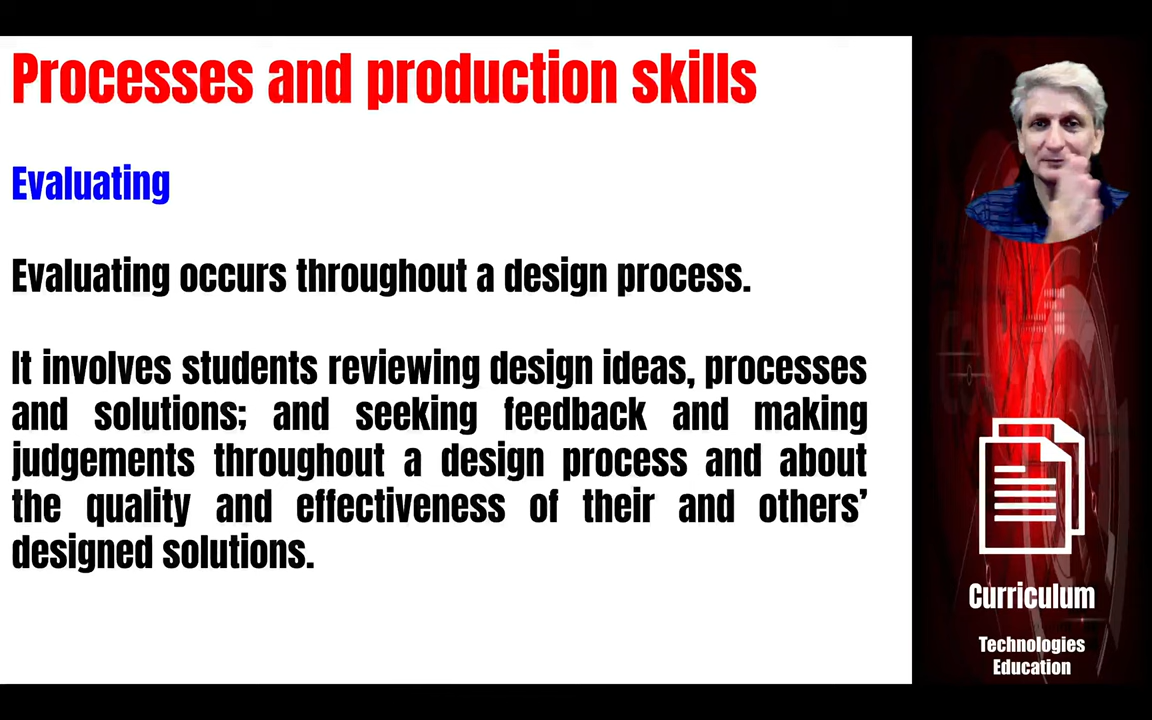 Processes and production skills
Evaluating
Evaluating occurs throughout a design process.
It involves students reviewing design ideas, processes
and solutions; and seeking feedback and making
judgements throughout a design process and about
the quality and effectiveness of their and others’
designed solutions.
Curriculum
Technologies
Education